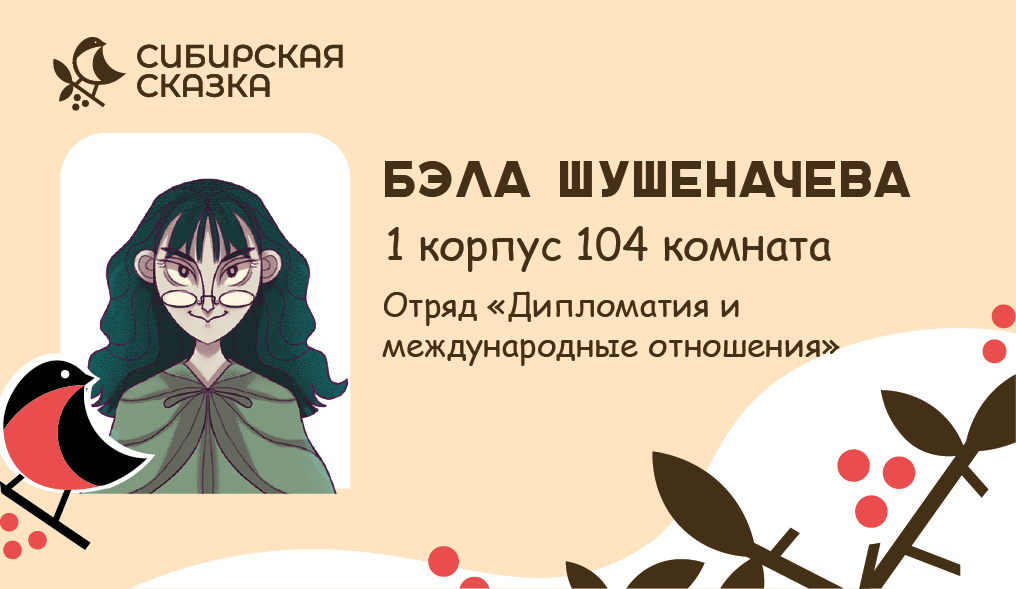 СИБИРСКАЯ
СКАЗКА
БЭЛА ШУШЕНАЧЕВА
1 корпус 104 комната
Отряд «Дипломатия и
международные отношения»